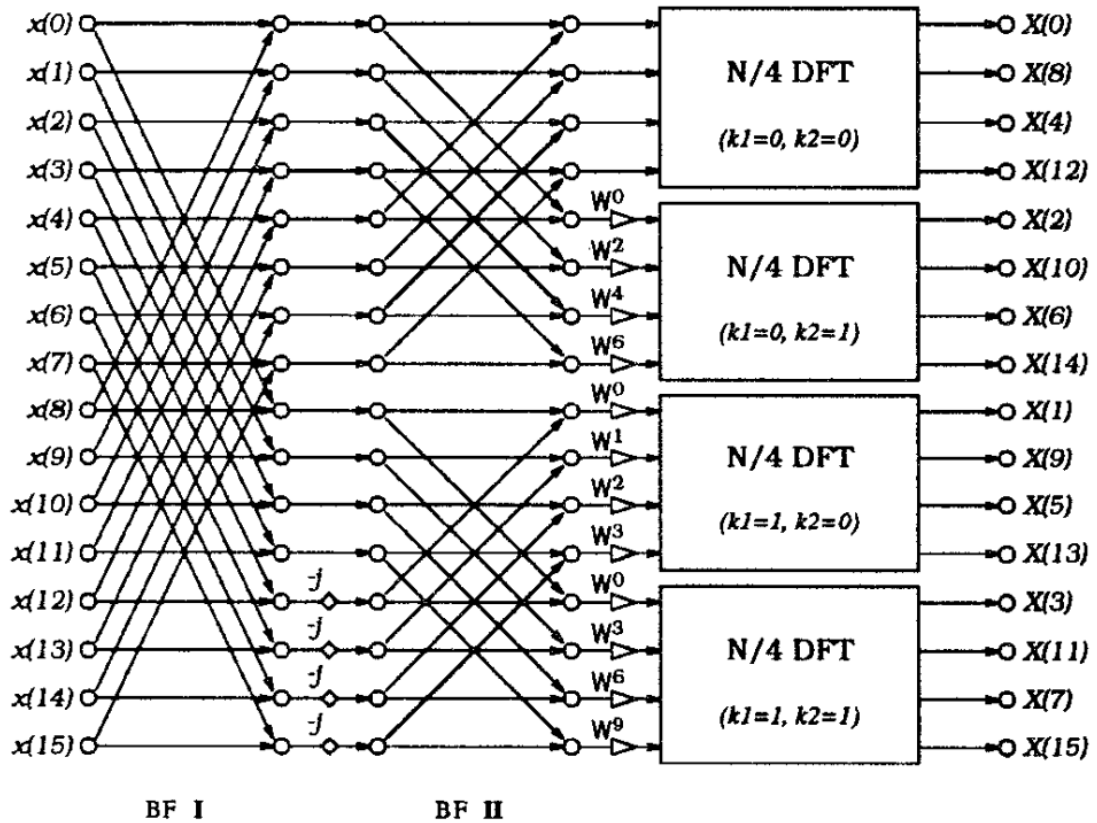 x(0)
x(1)
x(2)
x(3)
x(4)
x(5)
x(6)
x(7)
x(8)
x(9)
x(10)
x(11)
x(12)
x(13)
x(14)
x(15)
-j
-j
-j
-j
W⁰
W²
W⁴
W⁶
W⁰
W¹
W²
W³
W⁰
W³
W⁶
W⁹
N/4 DFT
(k1=0, k2=0)
N/4 DFT
(k1=0, k2=1)
N/4 DFT
(k1=1, k2=0)
N/4 DFT
(k1=1, k2=1)
X(0)
X(8)
X(4)
X(12)
X(2)
X(10)
X(6)
X(14)
X(1)
X(9)
X(5)
X(13)
X(3)
X(11)
X(7)
X(15)
BF I
BF II